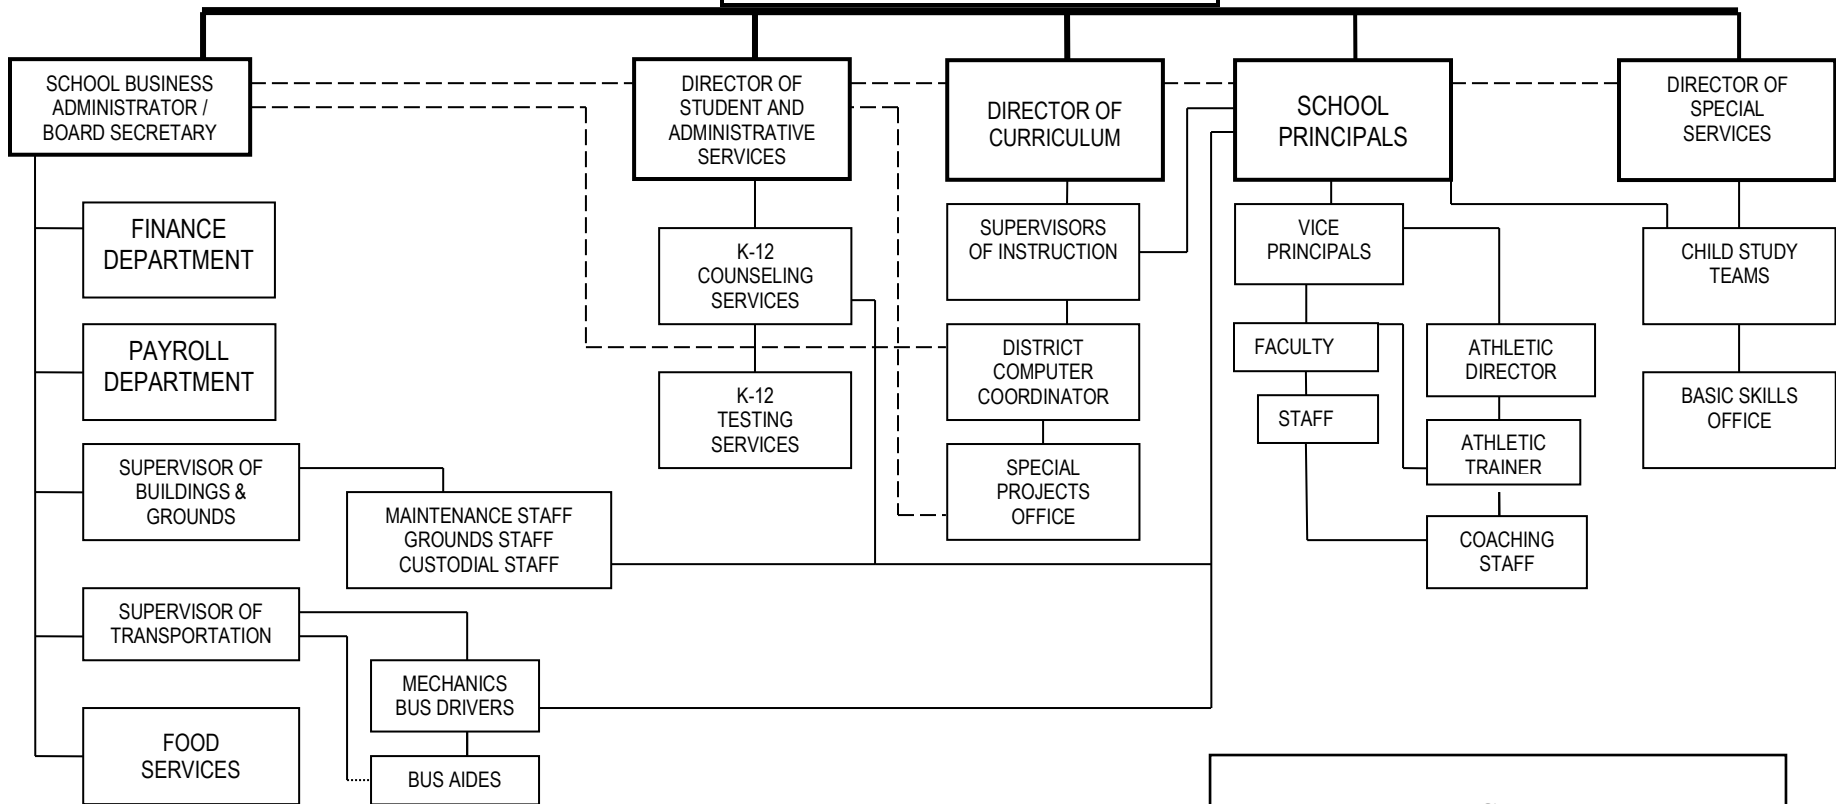 SCHOOL BUSINESS
ADMINISTRATOR /
BOARD SECRETARY
DIRECTOR OF
STUDENT AND
ADMINISTRATIVE
SERVICES
DIRECTOR OF
CURRICULUM
SCHOOL
PRINCIPALS
DIRECTOR OF
SPECIAL
SERVICES
FINANCE
DEPARTMENT
PAYROLL
DEPARTMENT
SUPERVISOR OF
BUILDINGS &
GROUNDS
MAINTENANCE STAFF
GROUNDS STAFF
CUSTODIAL STAFF
SUPERVISOR OF
TRANSPORTATION
MECHANICS
BUS DRIVERS
BUS AIDES
FOOD
SERVICES
K-12
COUNSELING
SERVICES
K-12
TESTING
SERVICES
SUPERVISORS
OF INSTRUCTION
DISTRICT
COMPUTER
COORDINATOR
SPECIAL
PROJECTS
OFFICE
VICE
PRINCIPALS
FACULTY
STAFF
ATHLETIC
DIRECTOR
ATHLETIC
TRAINER
COACHING
STAFF
CHILD STUDY
TEAMS
BASIC SKILLS
OFFICE